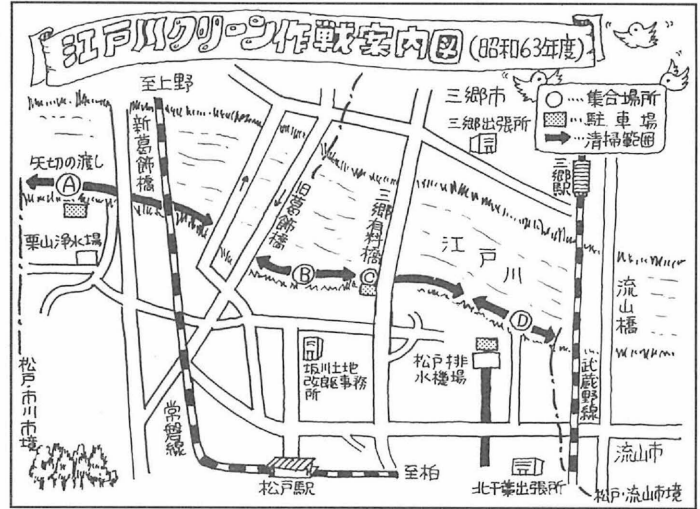 江戸川クリーン作戦案内図(昭和63年度)
至上野
三郷市
三郷出張所
Ⓞ…集合場所
…駐車場
…清掃範囲
新葛飾橋
矢切の渡し
A
栗山浄水場
旧葛飾橋
三郷有料橋
三郷駅
江戸川
流山橋
B
C
D
坂川土地
改良区事務
所
松戸排
水機場
武蔵野線
松戸・市川市境
常磐線
松戸駅
至柏
北千葉出張所
流山市
松戸・流山市境